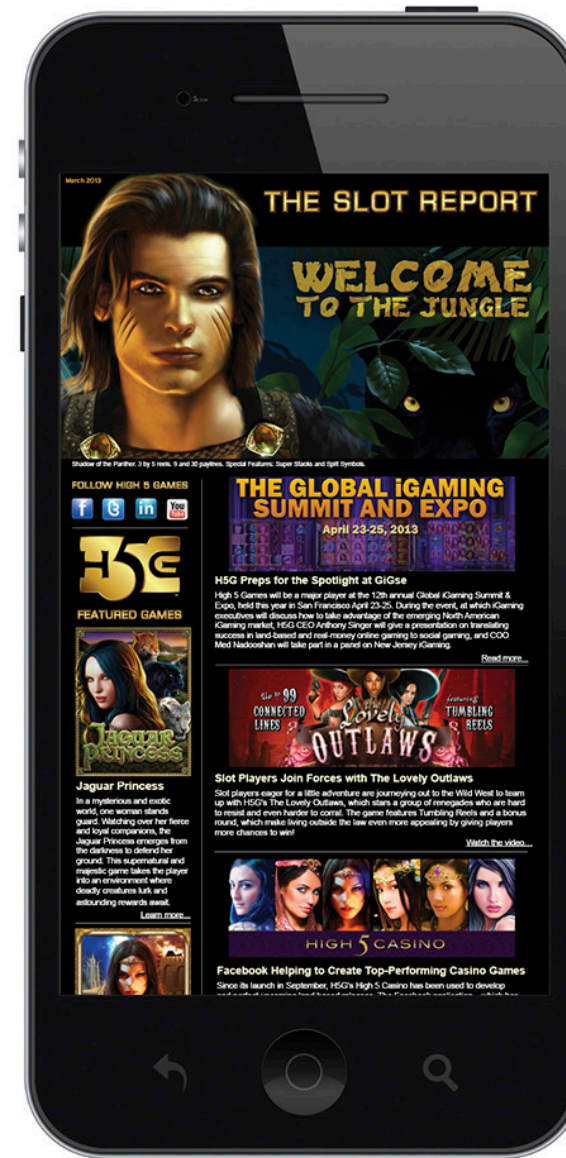 March 2013
THE SLOT REPORT
WELCOME
TO THE JUNGLE
Shadow of the Panther. 3 by 5 reels. 9 and 30 paylines. Special Features: Super Stacks and Split Symbols.
FOLLOW HIGH 5 GAMES
You
Tube
H5G
FEATURED GAMES
JAGUAR
PRINCESS
Jaguar Princess
In a mysterious and exotic
world, one woman stands
guard. Watching over her fierce
and loyal companions, the
Jaguar Princess emerges from
the darkness to defend her
ground. This supernatural and
majestic game takes the player
into an environment where
deadly creatures lurk and
astounding rewards await.
Learn more...
THE GLOBAL iGAMING
SUMMIT AND EXPO
April 23-25, 2013
H5G Preps for the Spotlight at GiGse
High 5 Games will be a major player at the 12th annual Global iGaming Summit &
Expo, held this year in San Francisco April 23-25. During the event, at which iGaming
executives will discuss how to take advantage of the emerging North American
iGaming market, H5G CEO Anthony Singer will give a presentation on translating
success in land-based and real-money online gaming to social gaming, and COO
Med Nadooshan will take part in a panel on New Jersey iGaming.
Read more...
Up to 99
CONNECTED
LINES
The Lovely
OUTLAWS
featuring
TUMBLING
REELS
Slot Players Join Forces with The Lovely Outlaws
Slot players eager for a little adventure are journeying out to the Wild West to team
up with H5G's The Lovely Outlaws, which stars a group of renegades who are hard
to resist and even harder to corral. The game features Tumbling Reels and a bonus
round, which make living outside the law even more appealing by giving players
more chances to win!
Watch the video...
HIGH 5 CASINO
Facebook Helping to Create Top-Performing Casino Games
Since its launch in September, H5G's High 5 Casino has been used to develop